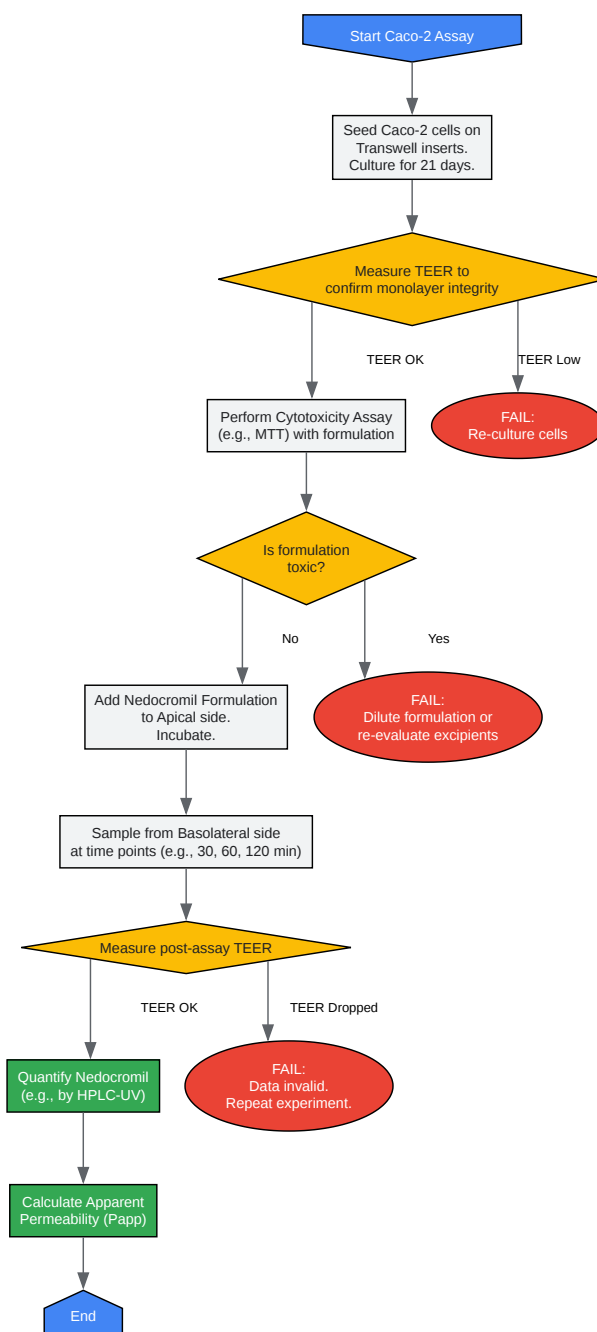 Start Caco-2 Assay
Seed Caco-2 cells on
Transwell inserts.
Culture for 21 days.
Measure TEER to
confirm monolayer integrity
TEER OK
TEER Low
Perform Cytotoxicity Assay
(e.g., MTT) with formulation
FAIL:
Re-culture cells
Is formulation
toxic?
No
Yes
Add Nedocromil Formulation
to Apical side.
Incubate.
FAIL:
Dilute formulation or
re-evaluate excipients
Sample from Basolateral side
at time points (e.g., 30, 60, 120 min)
Measure post-assay TEER
TEER OK
TEER Dropped
Quantify Nedocromil
(e.g., by HPLC-UV)
FAIL:
Data invalid.
Repeat experiment.
Calculate Apparent
Permeability (Papp)
End